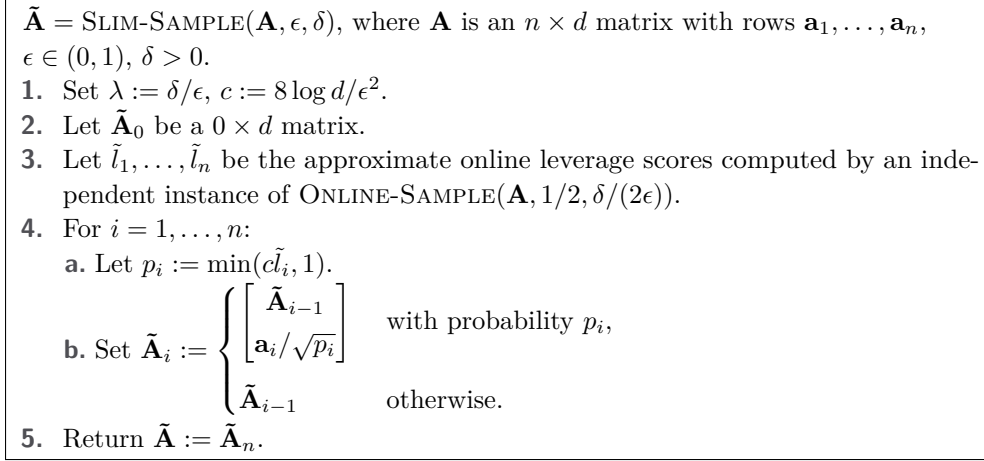 Ã = SLIM-SAMPLE(A, ϵ, δ), where A is an n × d matrix with rows a₁, . . . , aₙ,
ϵ ∈ (0, 1), δ > 0.
1. Set λ := δ/ϵ, c := 8 log d/ϵ².
2. Let Ã₀ be a 0 × d matrix.
3. Let l̃₁, . . . , l̃ₙ be the approximate online leverage scores computed by an inde-
pendent instance of ONLINE-SAMPLE(A, 1/2, δ/(2ϵ)).
4. For i = 1, . . . , n:
a. Let pᵢ := min(cl̃ᵢ, 1).
b. Set Ãᵢ := { [Ãᵢ₋₁ ; aᵢ/√pᵢ] with probability pᵢ,
Ãᵢ₋₁ otherwise.
5. Return Ã := Ãₙ.